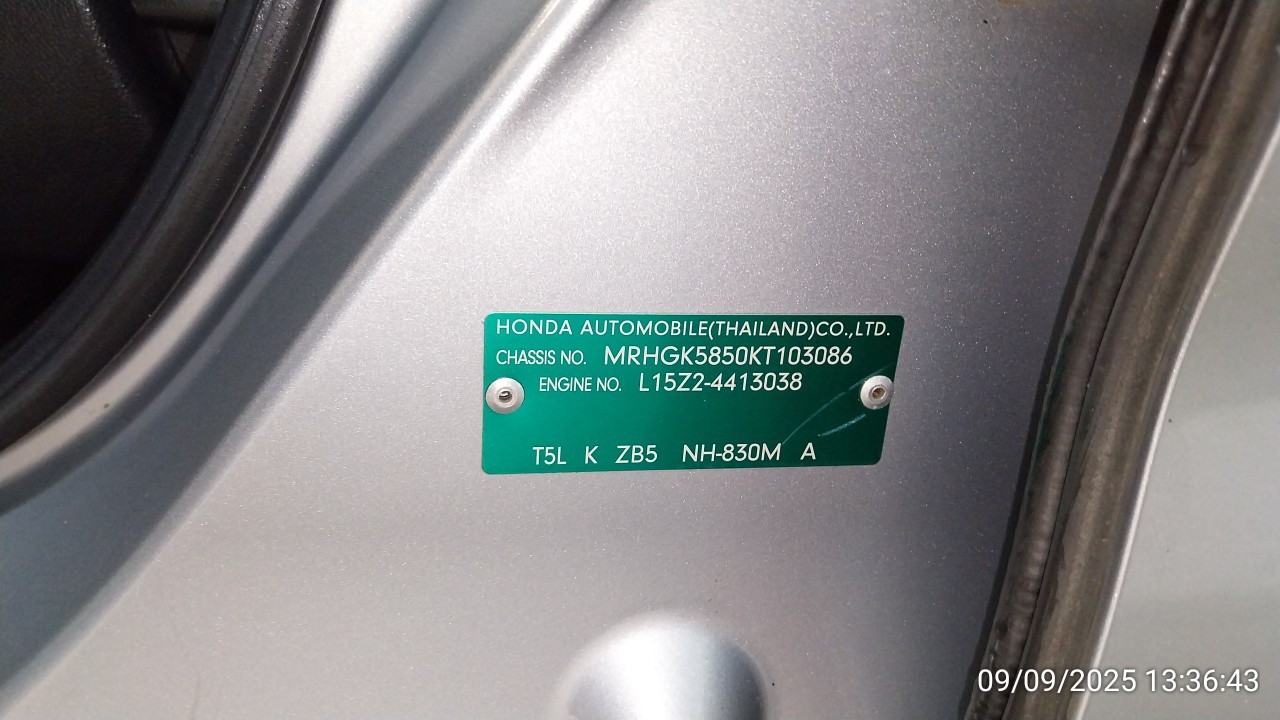 HONDA AUTOMOBILE(THAILAND)CO.,LTD.
CHASSIS NO. MRHGK5850KT103086
ENGINE NO. L15Z2-4413038
T5L K ZB5 NH-830M A
09/09/2025 13:36:43